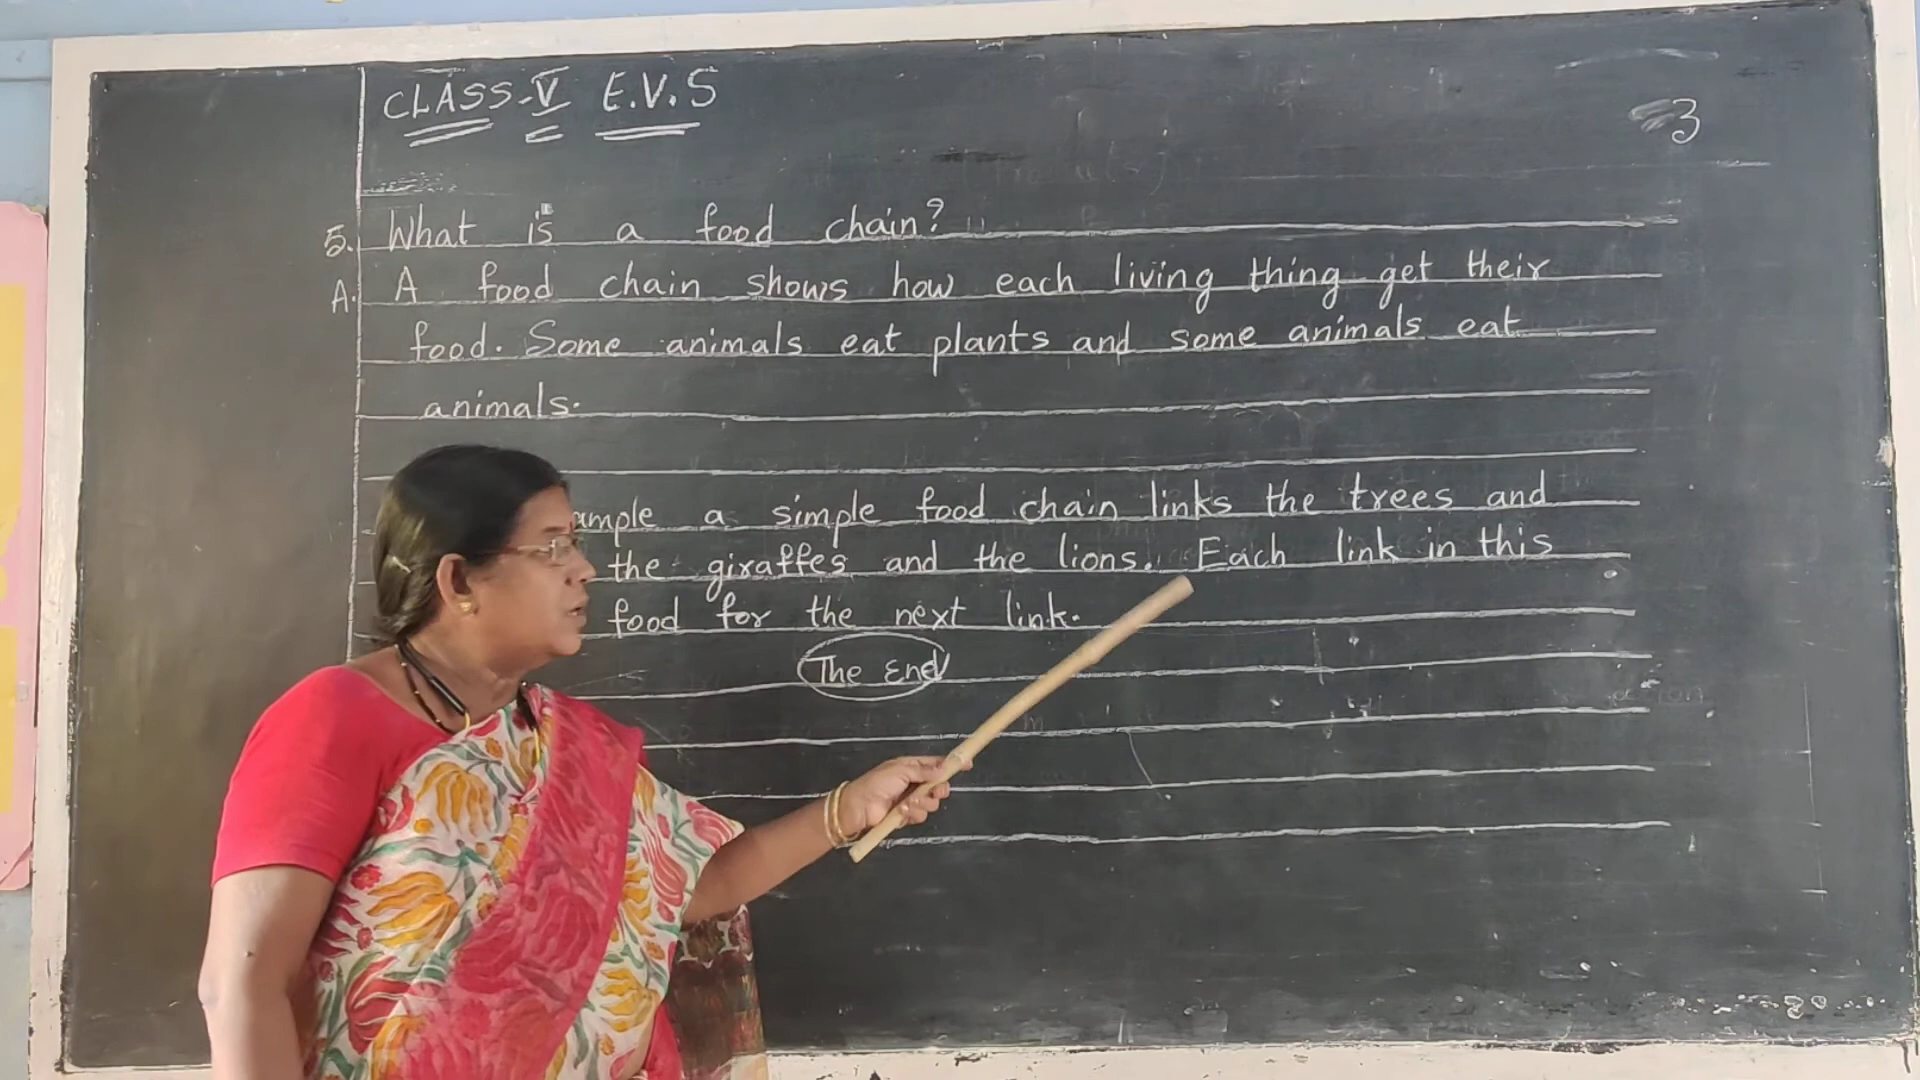 CLASS-V E.V.S
3
5. What is a food chain?
A. A food chain shows how each living thing get their
food. Some animals eat plants and some animals eat
animals.
ample a simple food chain links the trees and
the giraffes and the lions. Each link in this
food for the next link.
The End